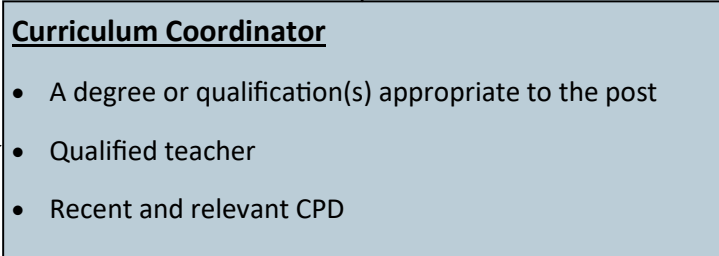 Curriculum Coordinator
• A degree or qualification(s) appropriate to the post
• Qualified teacher
• Recent and relevant CPD